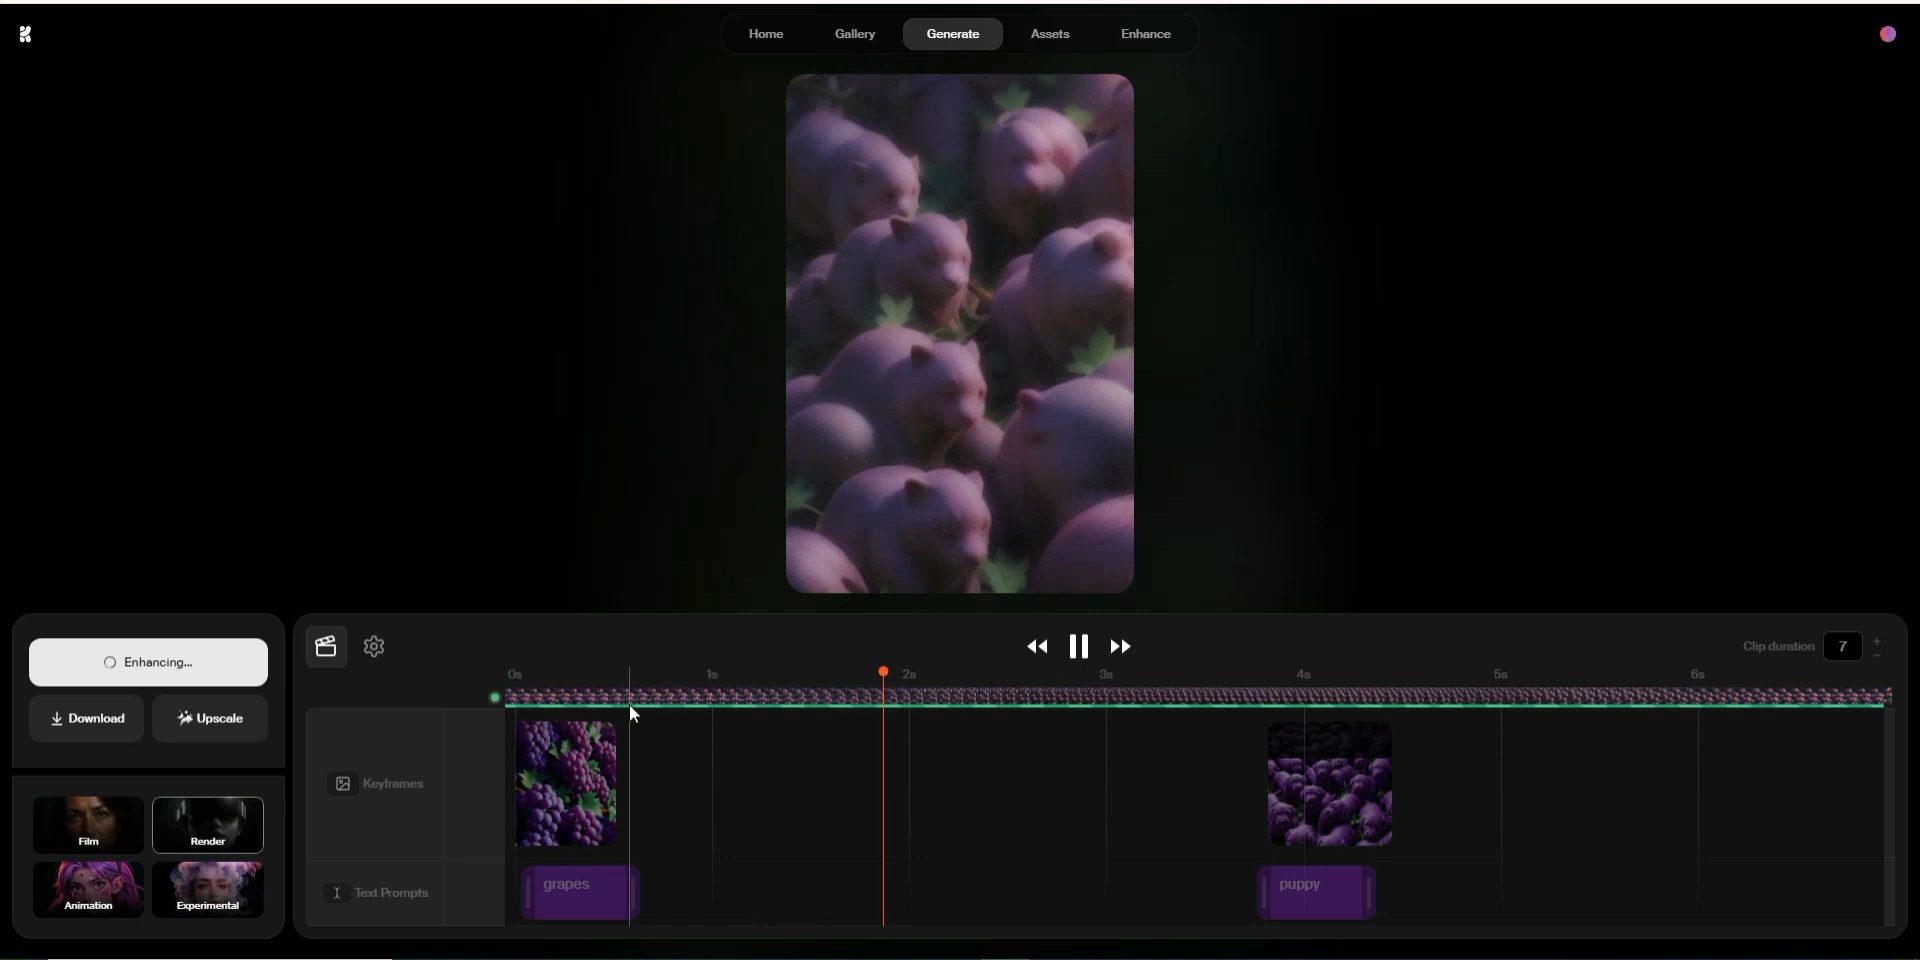 Home Gallery Generate Assets Enhance
Enhancing...
Download Upscale
Film Render
Animation Experimental
Clip duration 7
0s 1s 2s 3s 4s 5s 6s
Keyframes
Text Prompts
grapes puppy